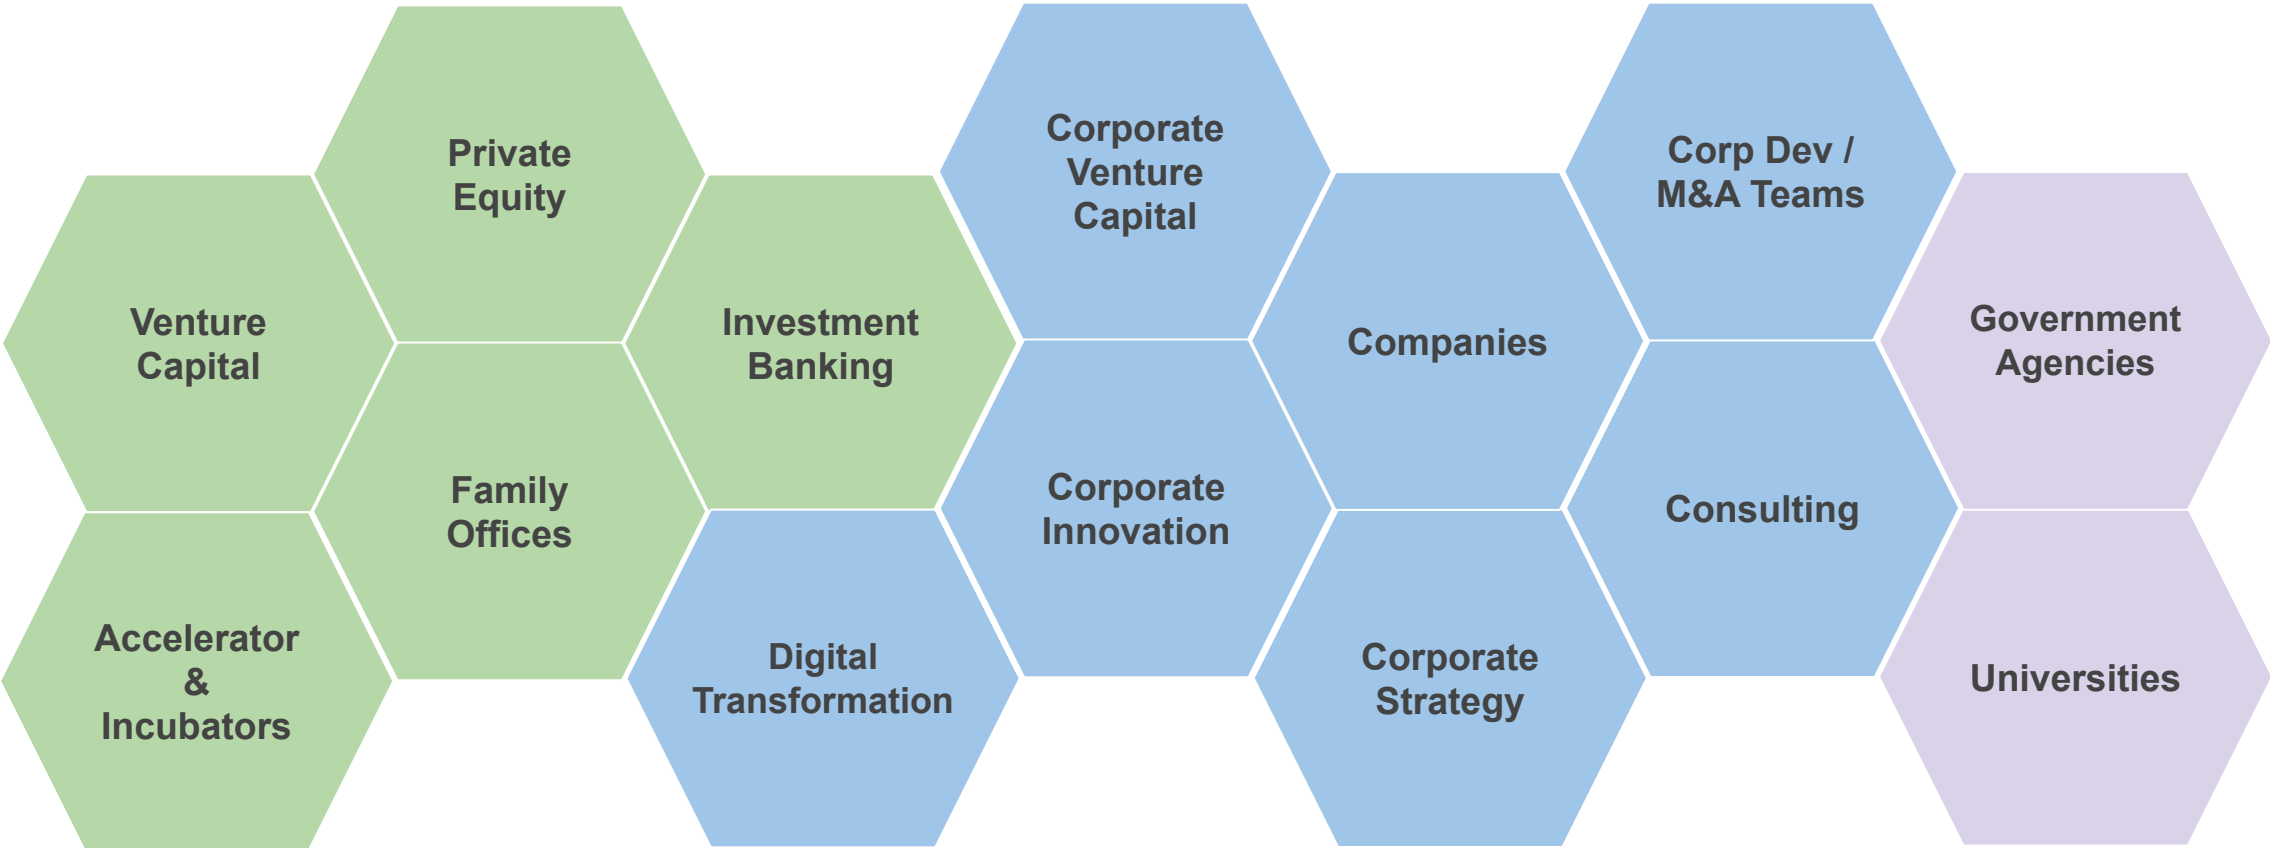 Private
Equity
Corporate
Venture
Capital
Corp Dev /
M&A Teams
Venture
Capital
Investment
Banking
Companies
Government
Agencies
Family
Offices
Corporate
Innovation
Consulting
Accelerator
&
Incubators
Digital
Transformation
Corporate
Strategy
Universities